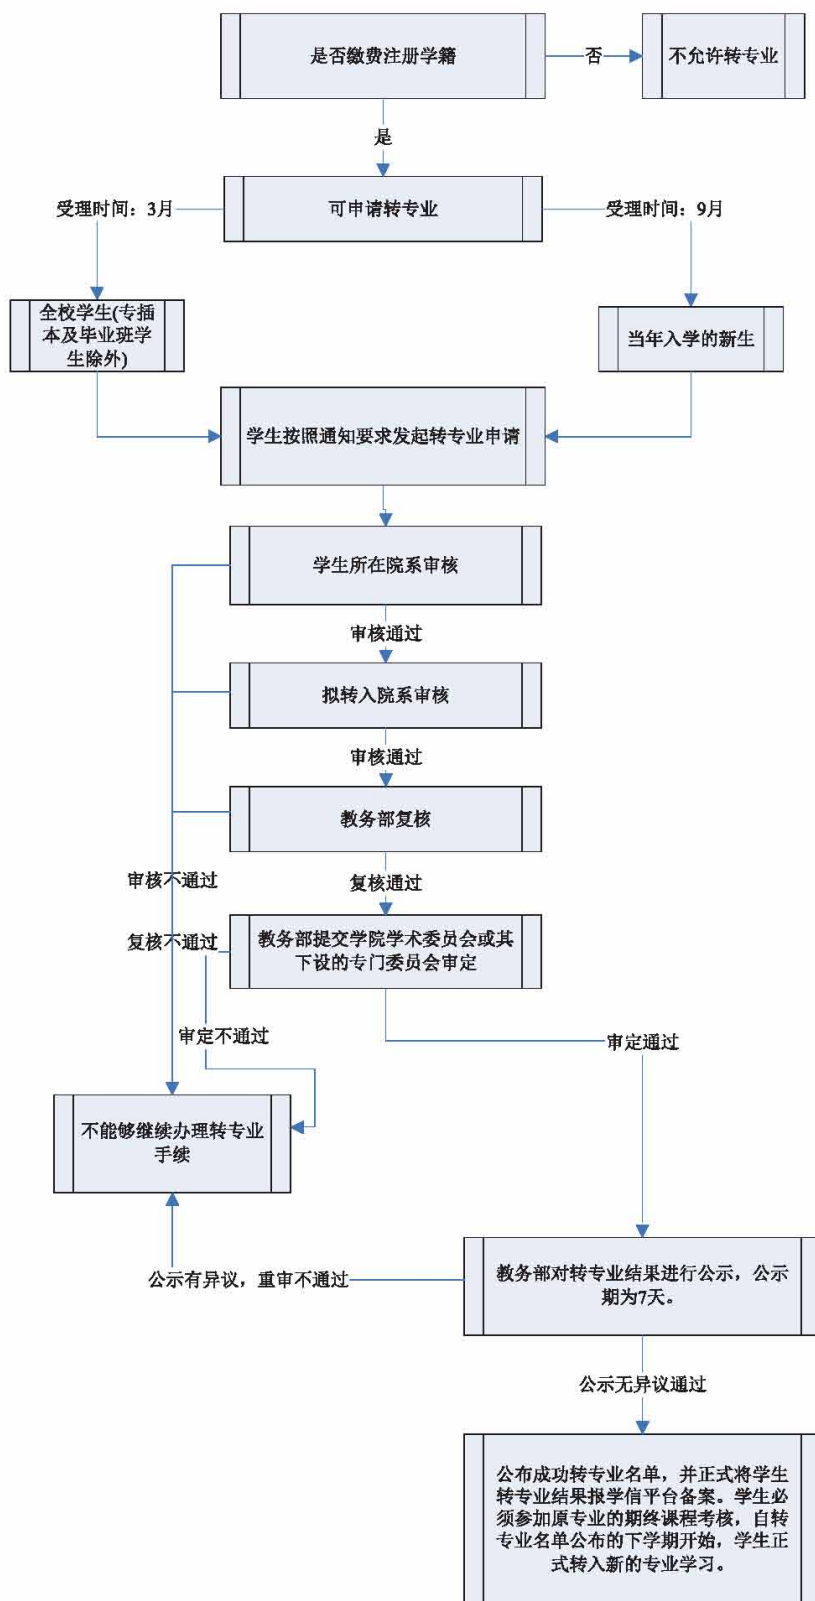 是否缴费注册学籍
否
不允许转专业
是
受理时间：3月
可申请转专业
受理时间：9月
全校学生(专插
本及毕业班学
生除外)
当年入学的新生
学生按照通知要求发起转专业申请
学生所在院系审核
审核通过
拟转入院系审核
审核通过
教务部复核
审核不通过
复核通过
复核不通过
教务部提交学院学术委员会或其
下设的专门委员会审定
审定不通过
审定通过
不能够继续办理转专业
手续
公示有异议，重审不通过
教务部对转专业结果进行公示，公示
期为7天。
公示无异议通过
公布成功转专业名单，并正式将学生
转专业结果报学信平台备案。学生必
须参加原专业的期终课程考核，自转
专业名单公布的下学期开始，学生正
式转入新的专业学习。